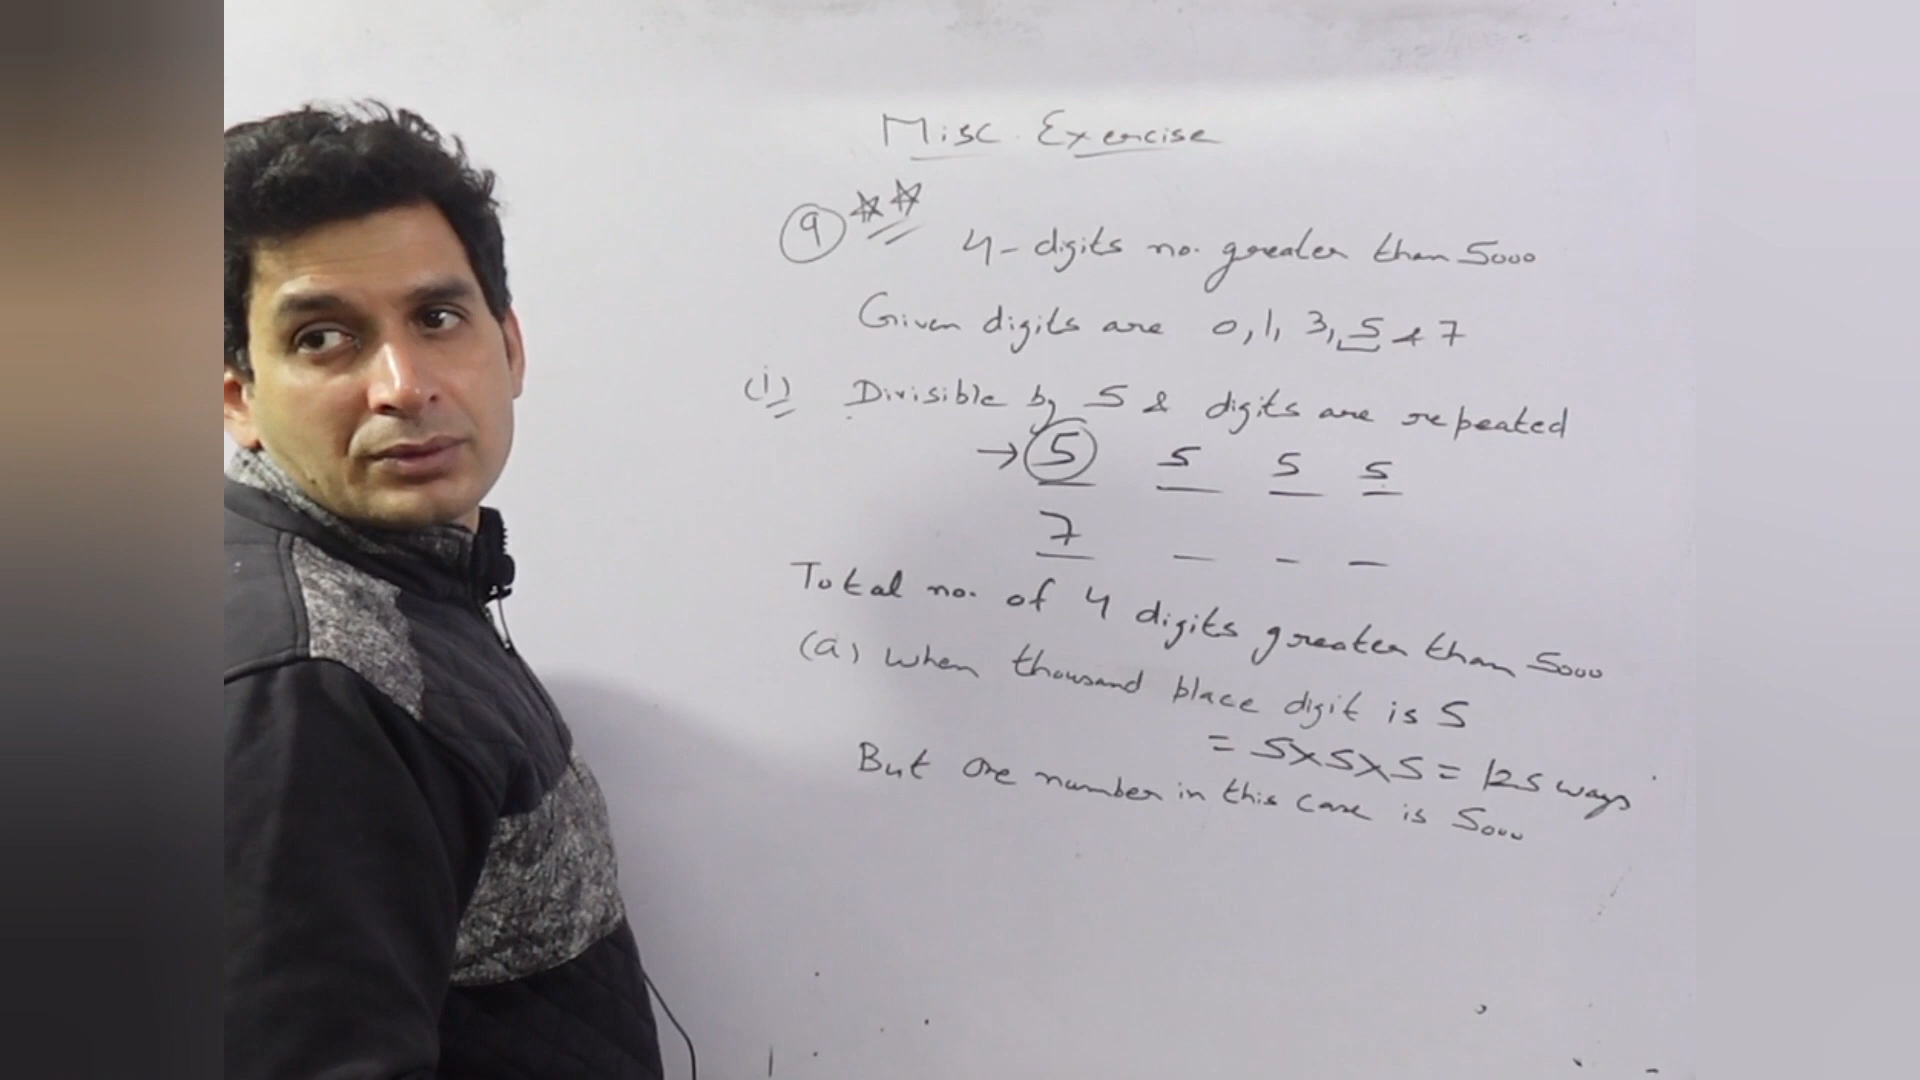 Misc. Exercise
9
4-digits no. greater than 5000
Given digits are 0, 1, 3, 5 & 7
(i) Divisible by 5 & digits are repeated
→ 5 5 5 5
7 _ _ _
Total no. of 4 digits greater than 5000
(a) when thousand place digit is 5
= 5×5×5 = 125 ways
But one number in this case is 5000